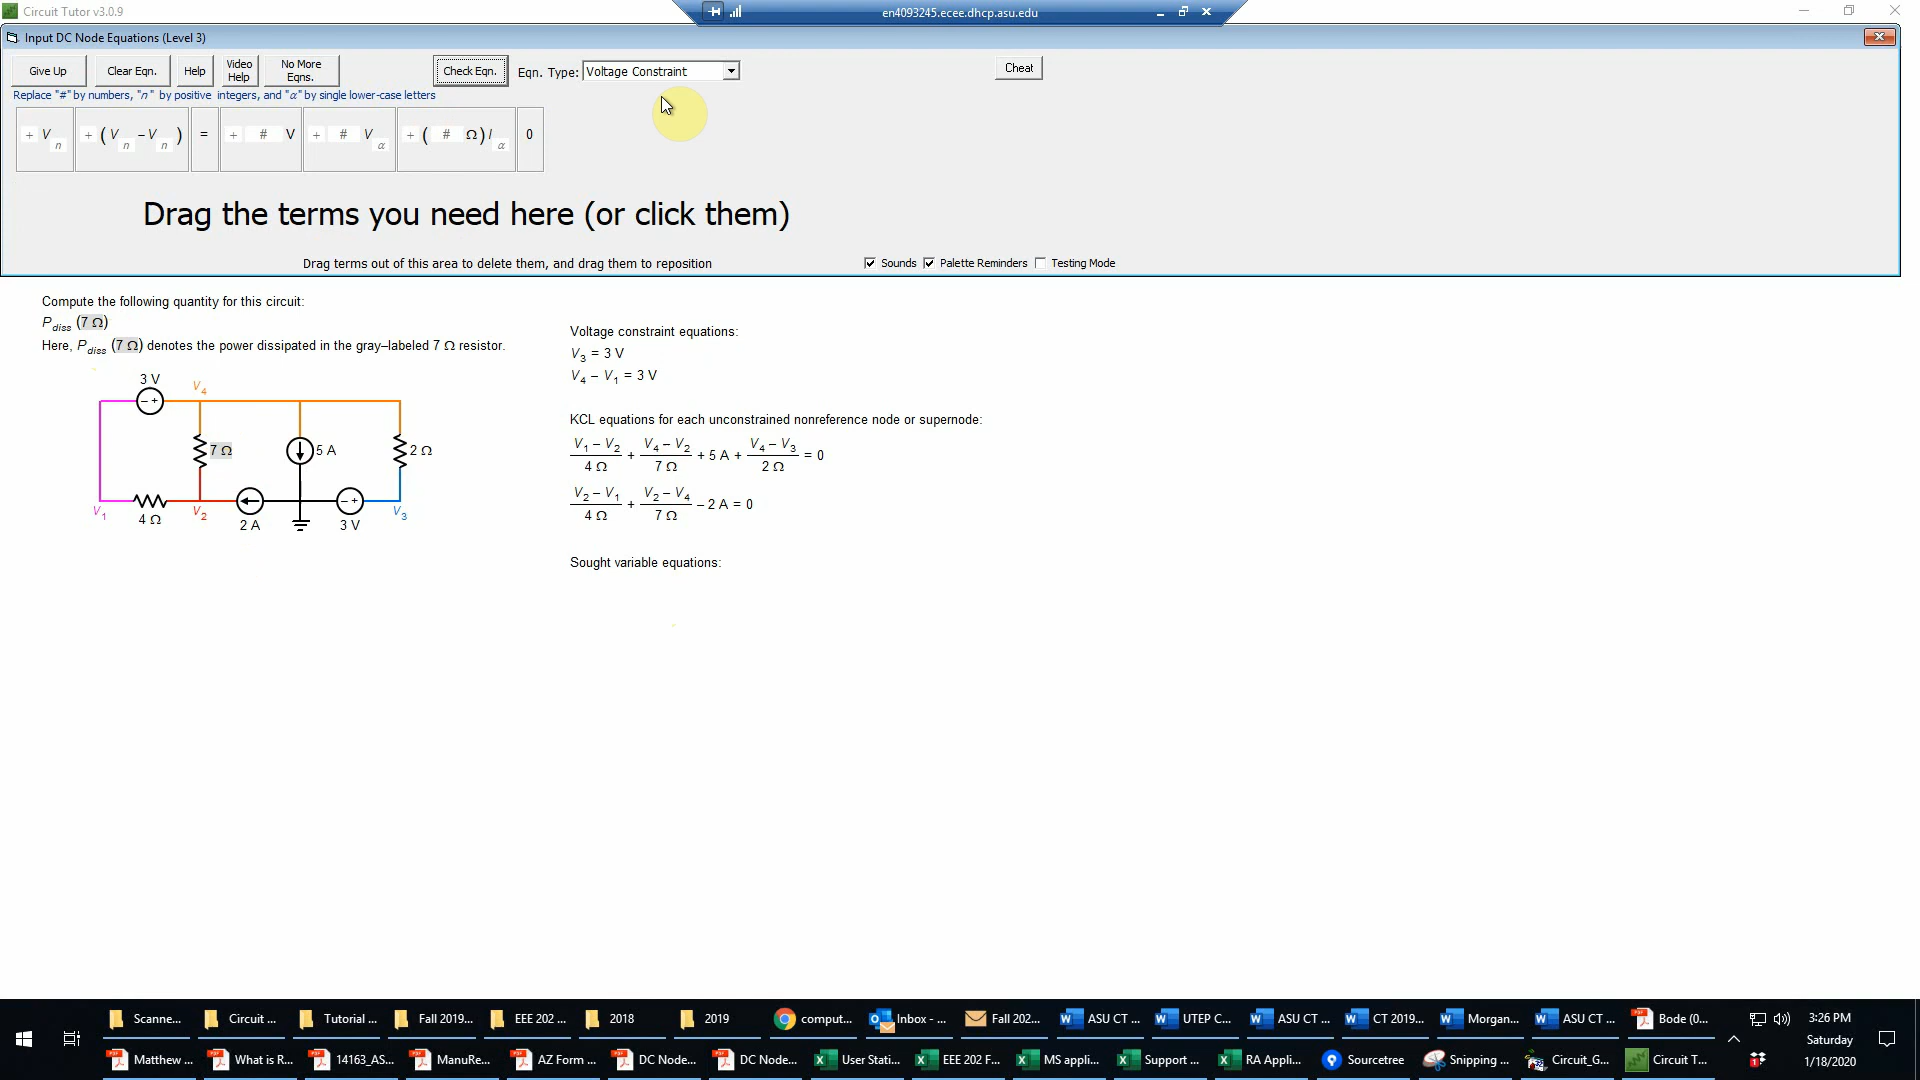 Circuit Tutor v3.0.9
en4093245.ecee.dhcp.asu.edu
Input DC Node Equations (Level 3)
Give Up
Clear Eqn.
Help
Video Help
No More Eqns.
Check Eqn.
Eqn. Type:
Voltage Constraint
Cheat
Replace "#" by numbers, "n" by positive integers, and "α" by single lower-case letters
+ V n + ( V n − V n ) = + # V + # V α + ( # Ω ) I α 0
Drag the terms you need here (or click them)
Drag terms out of this area to delete them, and drag them to reposition
Sounds
Palette Reminders
Testing Mode
Compute the following quantity for this circuit:
P diss (7 Ω)
Here, P diss (7 Ω) denotes the power dissipated in the gray–labeled 7 Ω resistor.
3 V
− +
V4
7 Ω
5 A
2 Ω
V1
4 Ω
V2
2 A
− +
3 V
V3
Voltage constraint equations:
V3 = 3 V
V4 – V1 = 3 V
KCL equations for each unconstrained nonreference node or supernode:
V1 – V2 / 4 Ω + V4 – V2 / 7 Ω + 5 A + V4 – V3 / 2 Ω = 0
V2 – V1 / 4 Ω + V2 – V4 / 7 Ω – 2 A = 0
Sought variable equations:
Scanne...
Circuit ...
Tutorial ...
Fall 2019...
EEE 202 ...
2018
2019
comput...
Inbox - ...
Fall 202...
ASU CT ...
UTEP C...
ASU CT ...
CT 2019...
Morgan...
ASU CT ...
Bode (0...
3:26 PM
Saturday
1/18/2020
Matthew ...
What is R...
14163_AS...
ManuRe...
AZ Form ...
DC Node...
DC Node...
User Stati...
EEE 202 F...
MS appli...
Support ...
RA Appli...
Sourcetree
Snipping ...
Circuit_G...
Circuit T...